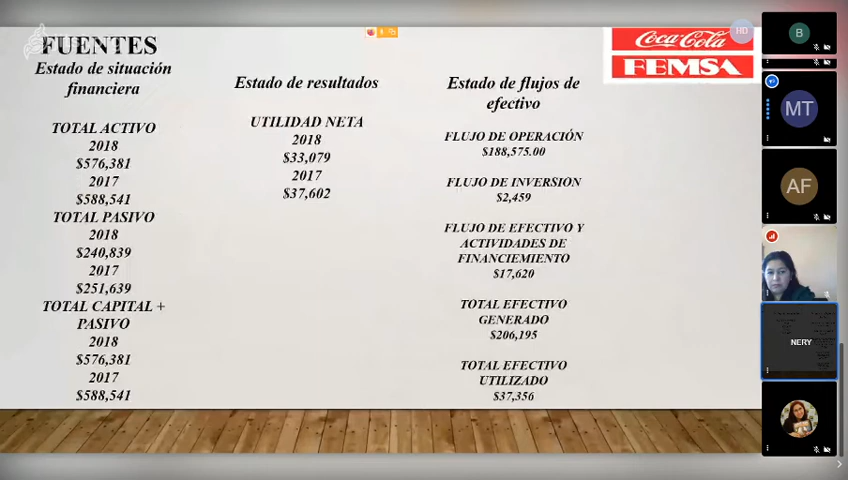 FUENTES
Estado de situación
financiera
TOTAL ACTIVO
2018
$576,381
2017
$588,541
TOTAL PASIVO
2018
$240,839
2017
$251,639
TOTAL CAPITAL +
PASIVO
2018
$576,381
2017
$588,541
Estado de resultados
UTILIDAD NETA
2018
$33,079
2017
$37,602
Estado de flujos de
efectivo
FLUJO DE OPERACIÓN
$188,575.00
FLUJO DE INVERSIÓN
$2,459
FLUJO DE EFECTIVO Y
ACTIVIDADES DE
FINANCIEMIENTO
$17,620
TOTAL EFECTIVO
GENERADO
$206,195
TOTAL EFECTIVO
UTILIZADO
$37,356
Coca-Cola
FEMSA
B
MT
AF
NERY